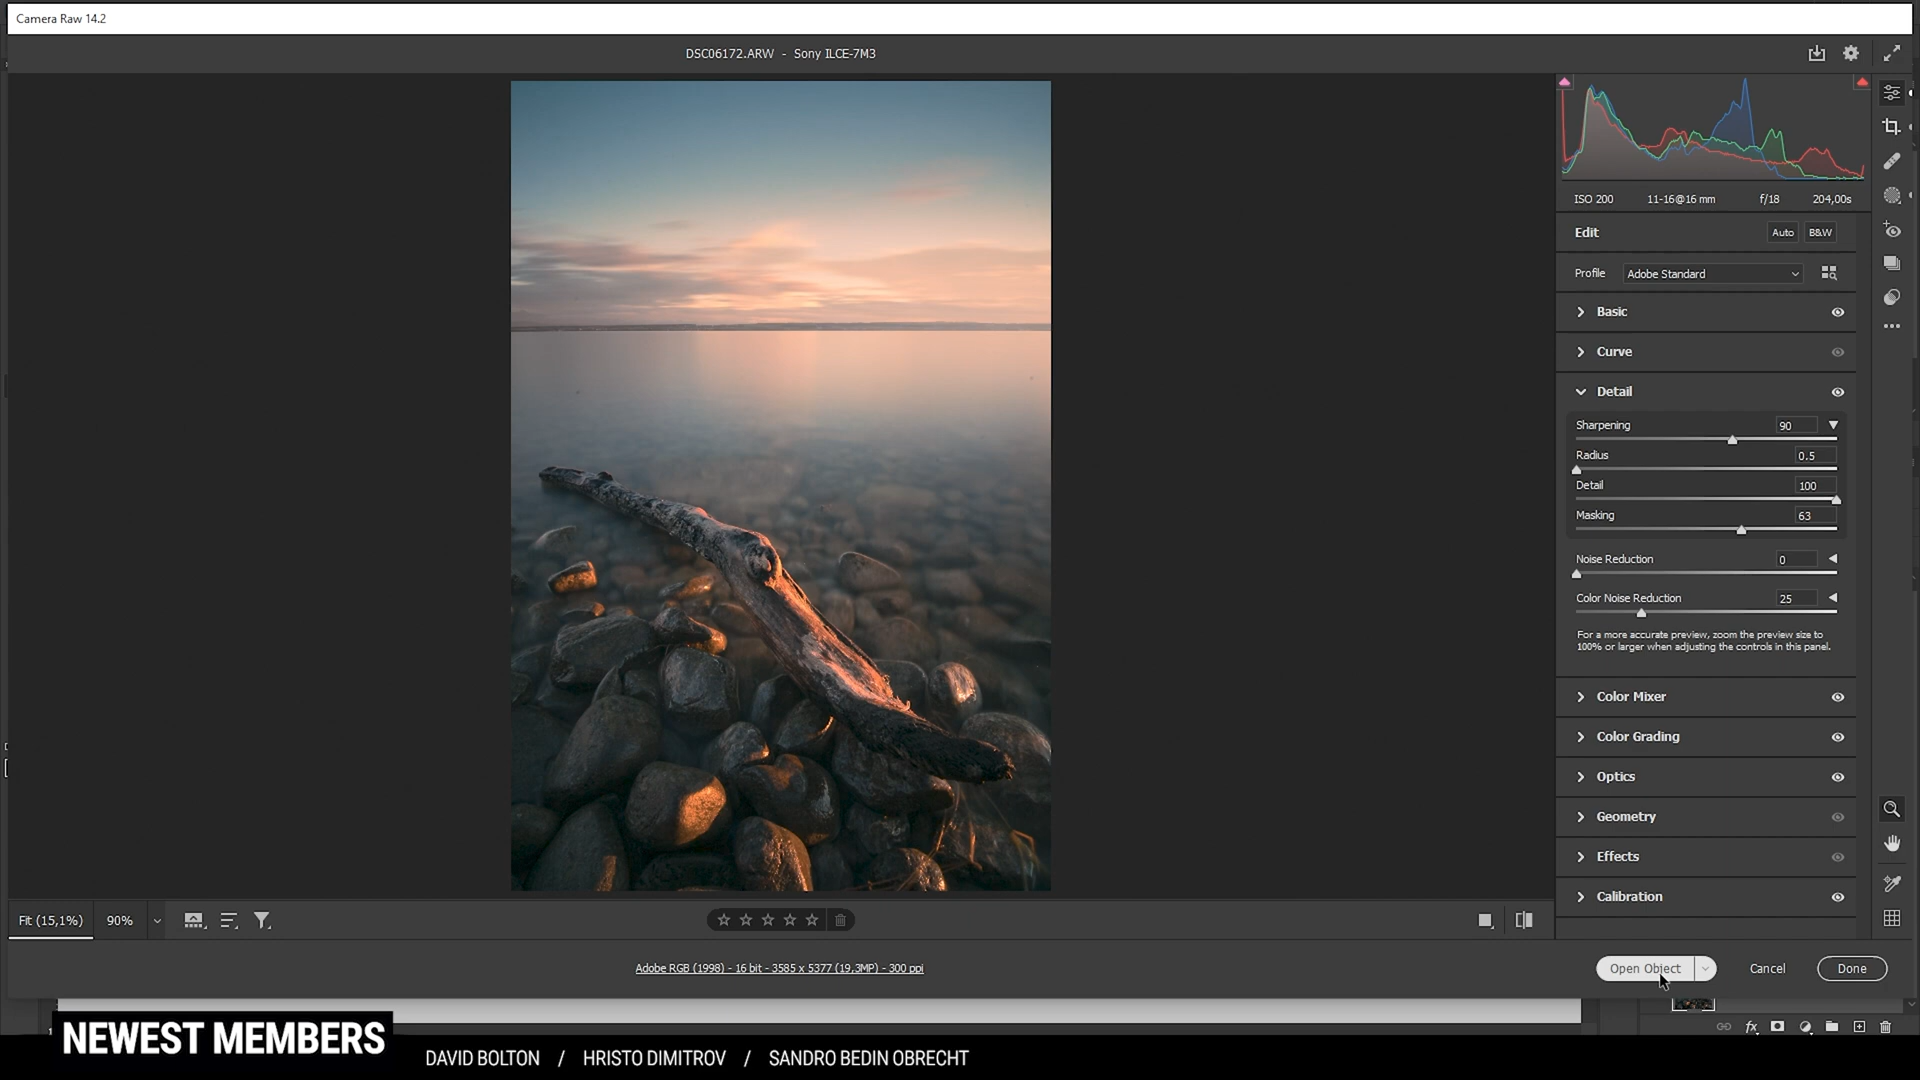 Camera Raw 14.2
DSC06172.ARW - Sony ILCE-7M3
ISO 200 11-16@16 mm f/18 204,00s
Edit Auto B&W
Profile Adobe Standard
Basic
Curve
Detail
Sharpening 90
Radius 0.5
Detail 100
Masking 63
Noise Reduction 0
Color Noise Reduction 25
For a more accurate preview, zoom the preview size to
100% or larger when adjusting the controls in this panel.
Color Mixer
Color Grading
Optics
Geometry
Effects
Calibration
Fit (15,1%) 90%
Adobe RGB (1998) - 16 bit - 3585 x 5377 (19,3MP) - 300 ppi
Open Object Cancel Done
fx
NEWEST MEMBERS
DAVID BOLTON / HRISTO DIMITROV / SANDRO BEDIN OBRECHT